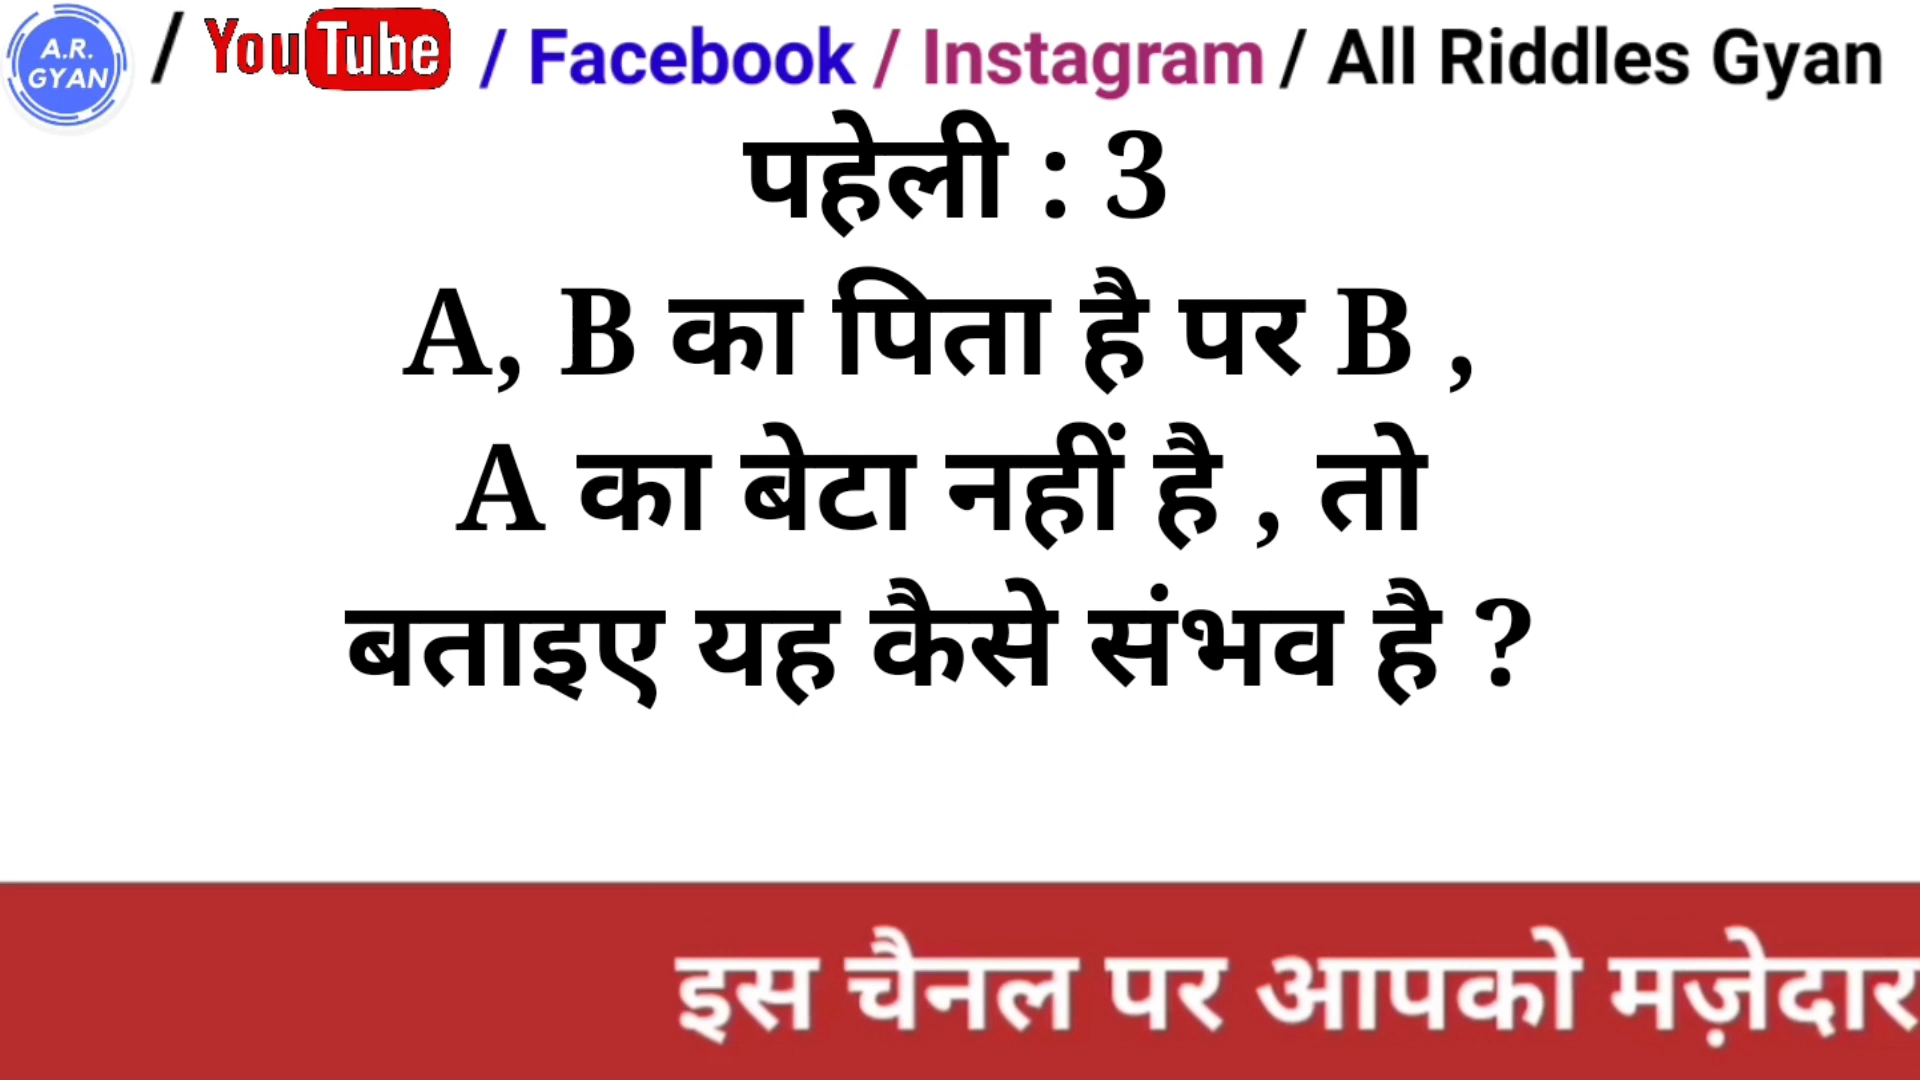 A.R. GYAN / YouTube / Facebook / Instagram / All Riddles Gyan
पहेली : 3
A, B का पिता है पर B ,
A का बेटा नहीं है , तो
बताइए यह कैसे संभव है ?
इस चैनल पर आपको मज़ेदार